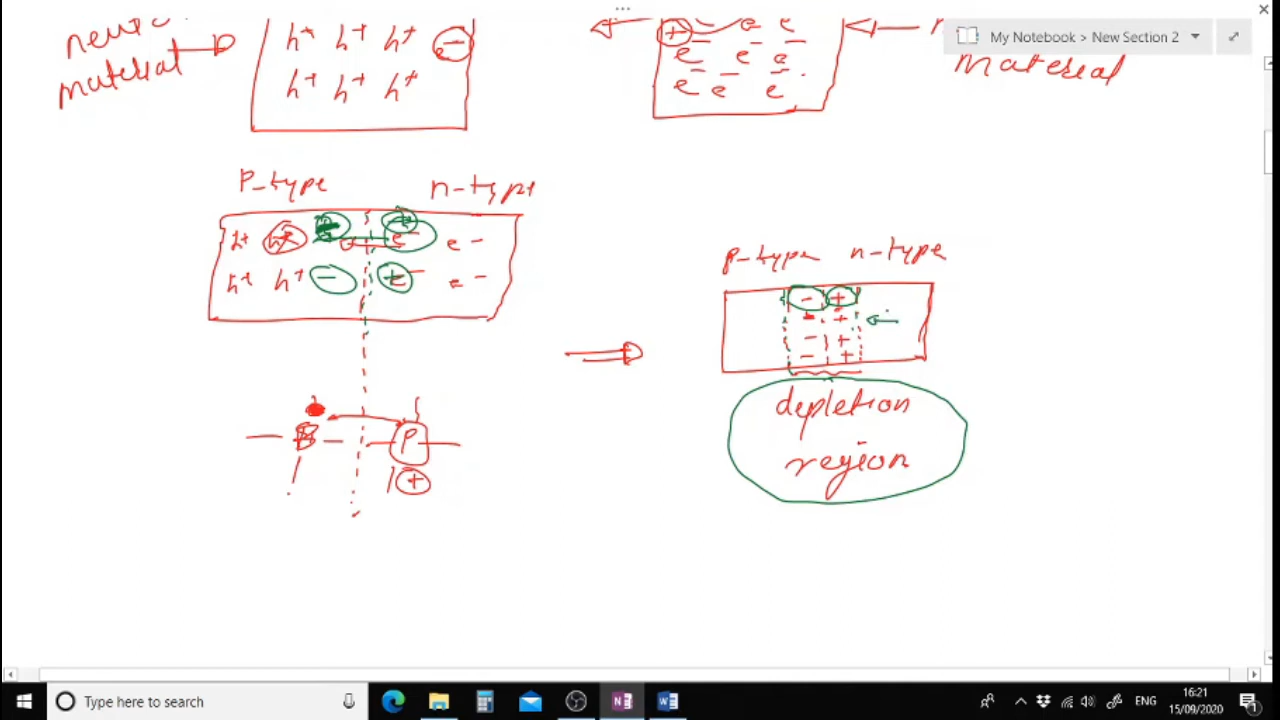 material
h+ h+ h+ e-
h+ h+ h+
+ e- e- e-
e- e- e-
e- e- e-
My Notebook > New Section 2
Material
P-type n-type
h+ e- e-
h+ h+ - + e-
p-type n-type
- +
- +
- +
- +
B P
+
depletion
region
Type here to search
ENG
16:21
15/09/2020